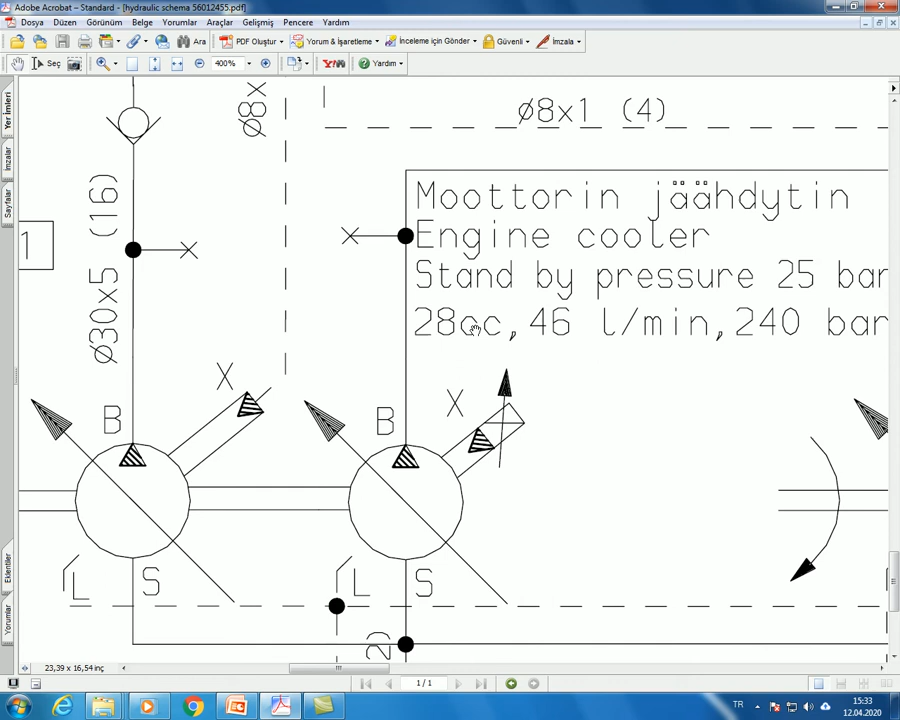 Adobe Acrobat - Standard - [hydraulic schema 56012455.pdf]
Dosya Düzen Görünüm Belge Yorumlar Araçlar Gelişmiş Pencere Yardım
Ara PDF Oluştur Yorum & İşaretleme İnceleme için Gönder Güvenli İmzala
Seç 400% Y! Yardım
Yer imleri
İmzalar
Sayfalar
Eklentiler
Yorumlar
Ø8x
Ø8x1 (4)
Ø30x5 (16)
1
Moottorin jäähdytin
Engine cooler
Stand by pressure 25 bar
28cc,46 l/min,240 bar
X
B
X
B
L
S
L
S
2)
23,39 x 16,54 inç
1 / 1
TR
15:33
12.04.2020